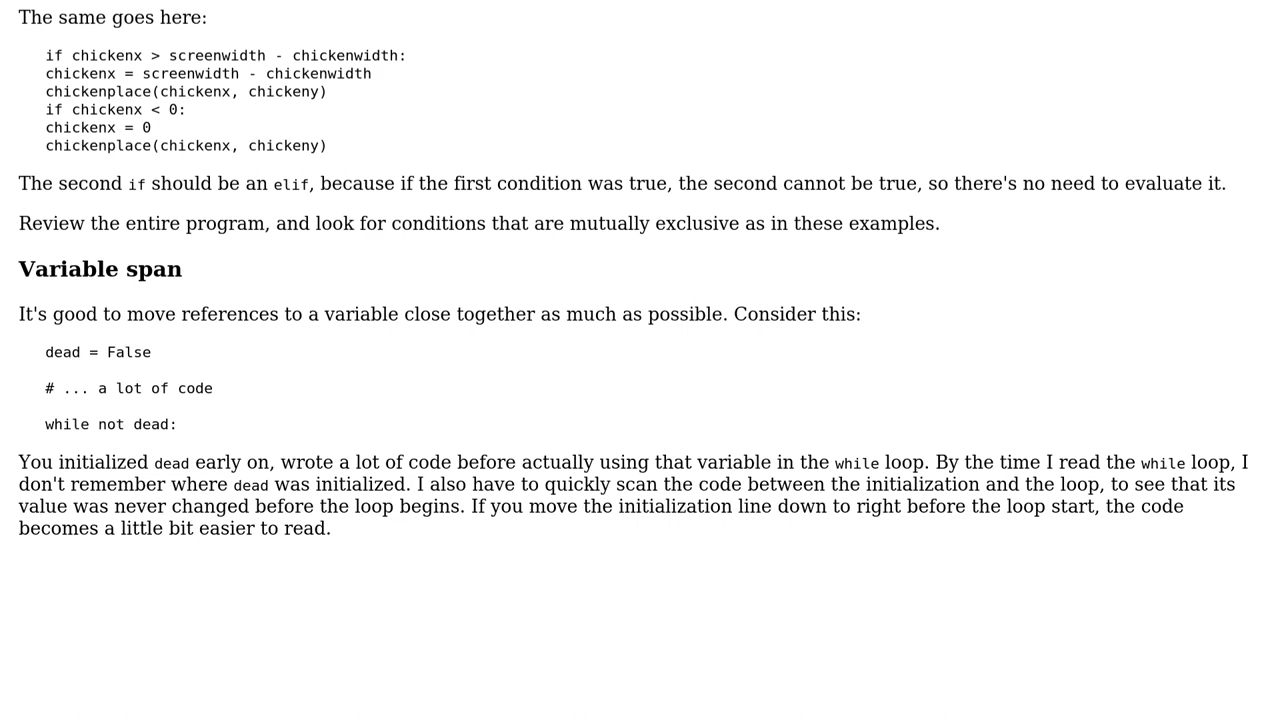 The same goes here:
if chickenx > screenwidth - chickenwidth:
chickenx = screenwidth - chickenwidth
chickenplace(chickenx, chickeny)
if chickenx < 0:
chickenx = 0
chickenplace(chickenx, chickeny)
The second if should be an elif, because if the first condition was true, the second cannot be true, so there's no need to evaluate it.
Review the entire program, and look for conditions that are mutually exclusive as in these examples.
Variable span
It's good to move references to a variable close together as much as possible. Consider this:
dead = False
# ... a lot of code
while not dead:
You initialized dead early on, wrote a lot of code before actually using that variable in the while loop. By the time I read the while loop, I
don't remember where dead was initialized. I also have to quickly scan the code between the initialization and the loop, to see that its
value was never changed before the loop begins. If you move the initialization line down to right before the loop start, the code
becomes a little bit easier to read.